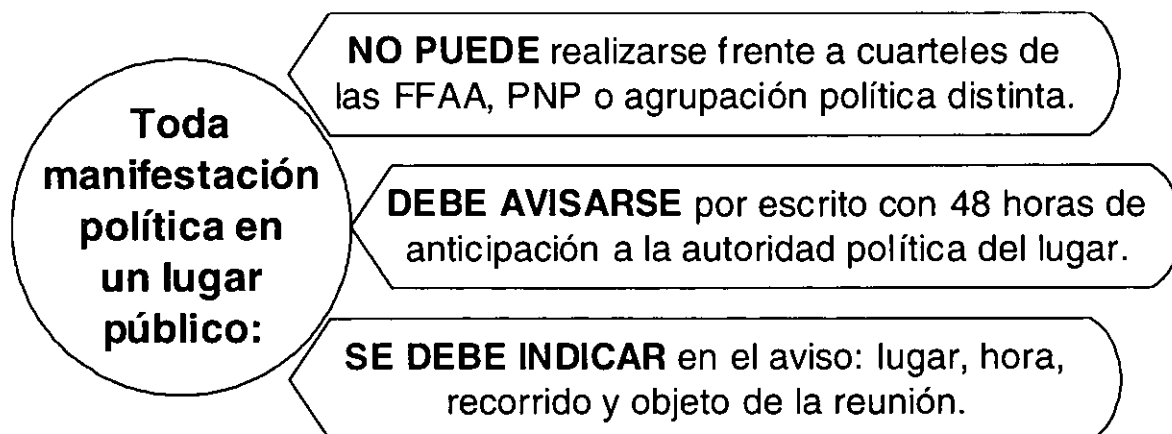 Toda
manifestación
política en
un lugar
público:
NO PUEDE realizarse frente a cuarteles de
las FFAA, PNP o agrupación política distinta.
DEBE AVISARSE por escrito con 48 horas de
anticipación a la autoridad política del lugar.
SE DEBE INDICAR en el aviso: lugar, hora,
recorrido y objeto de la reunión.